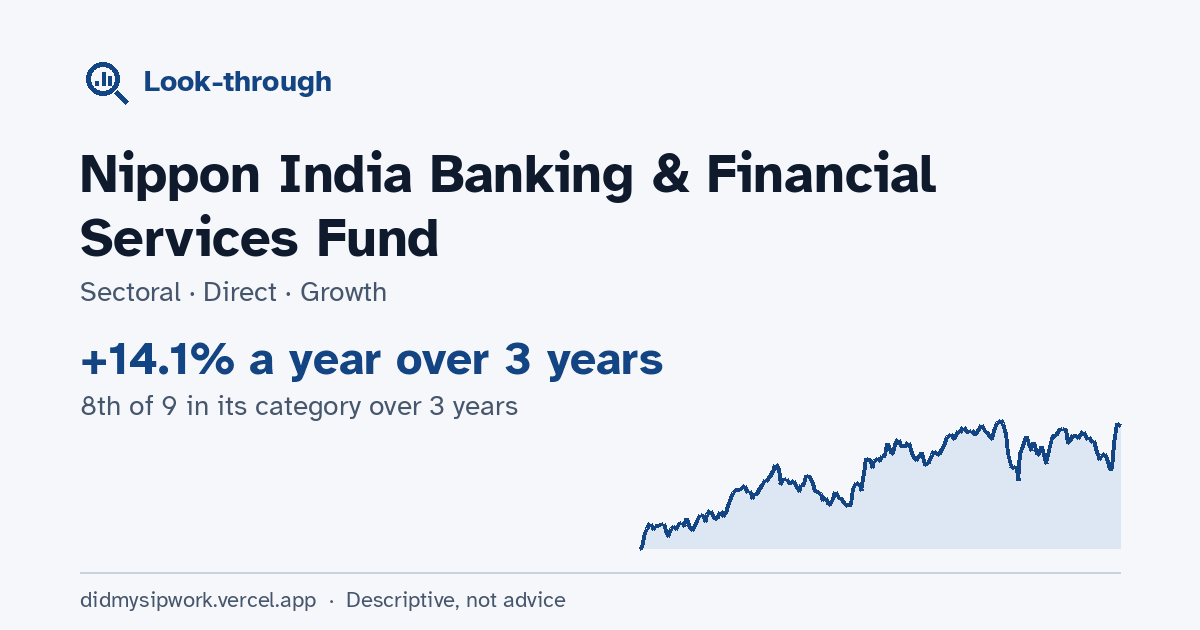 Look-through
Nippon India Banking & Financial
Services Fund
Sectoral · Direct · Growth
+14.1% a year over 3 years
8th of 9 in its category over 3 years
didmysipwork.vercel.app · Descriptive, not advice